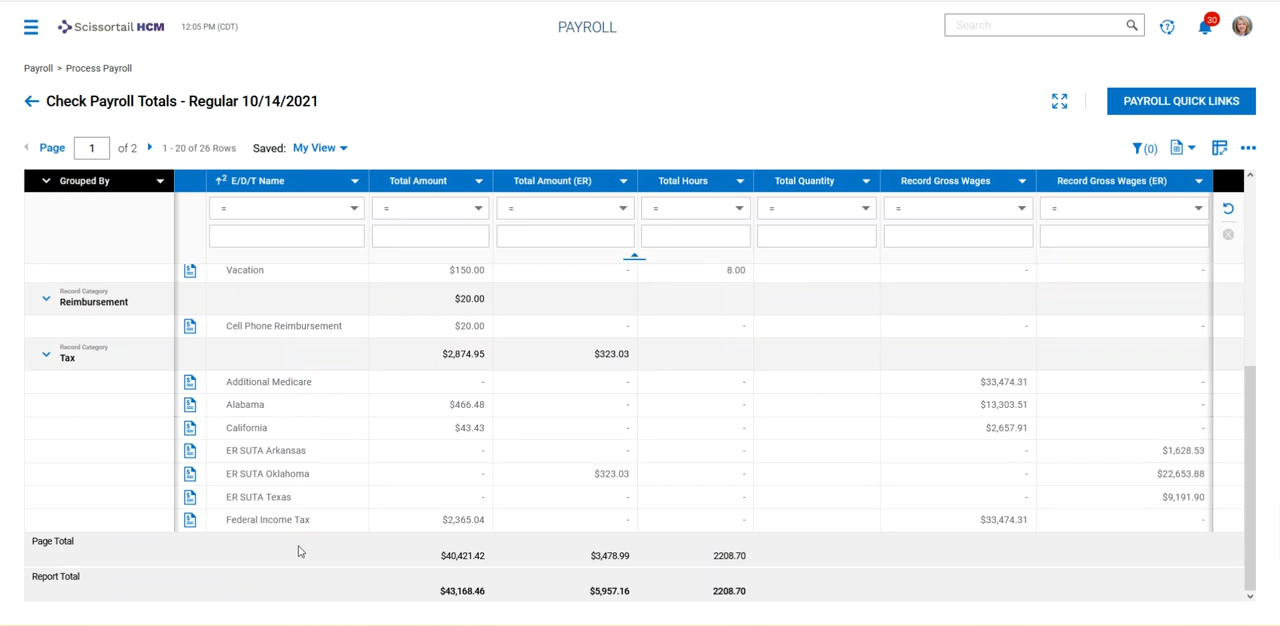 Scissortail HCM 12:05 PM (CDT) PAYROLL Search 30
Payroll > Process Payroll
Check Payroll Totals - Regular 10/14/2021 PAYROLL QUICK LINKS
Page 1 of 2 1 - 20 of 26 Rows Saved: My View (0)
Grouped By 2 E/D/T Name Total Amount Total Amount (ER) Total Hours Total Quantity Record Gross Wages Record Gross Wages (ER)
= = = = = = =
Vacation $150.00 - 8.00 - -
Record Category
Reimbursement $20.00
Cell Phone Reimbursement $20.00 - - - -
Record Category
Tax $2,874.95 $323.03
Additional Medicare - - - $33,474.31 -
Alabama $466.48 - - $13,303.51 -
California $43.43 - - $2,657.91 -
ER SUTA Arkansas - - - - $1,628.53
ER SUTA Oklahoma - $323.03 - - $22,653.88
ER SUTA Texas - - - - $9,191.90
Federal Income Tax $2,365.04 - - $33,474.31 -
Page Total
$40,421.42 $3,478.99 2208.70
Report Total
$43,168.46 $5,957.16 2208.70